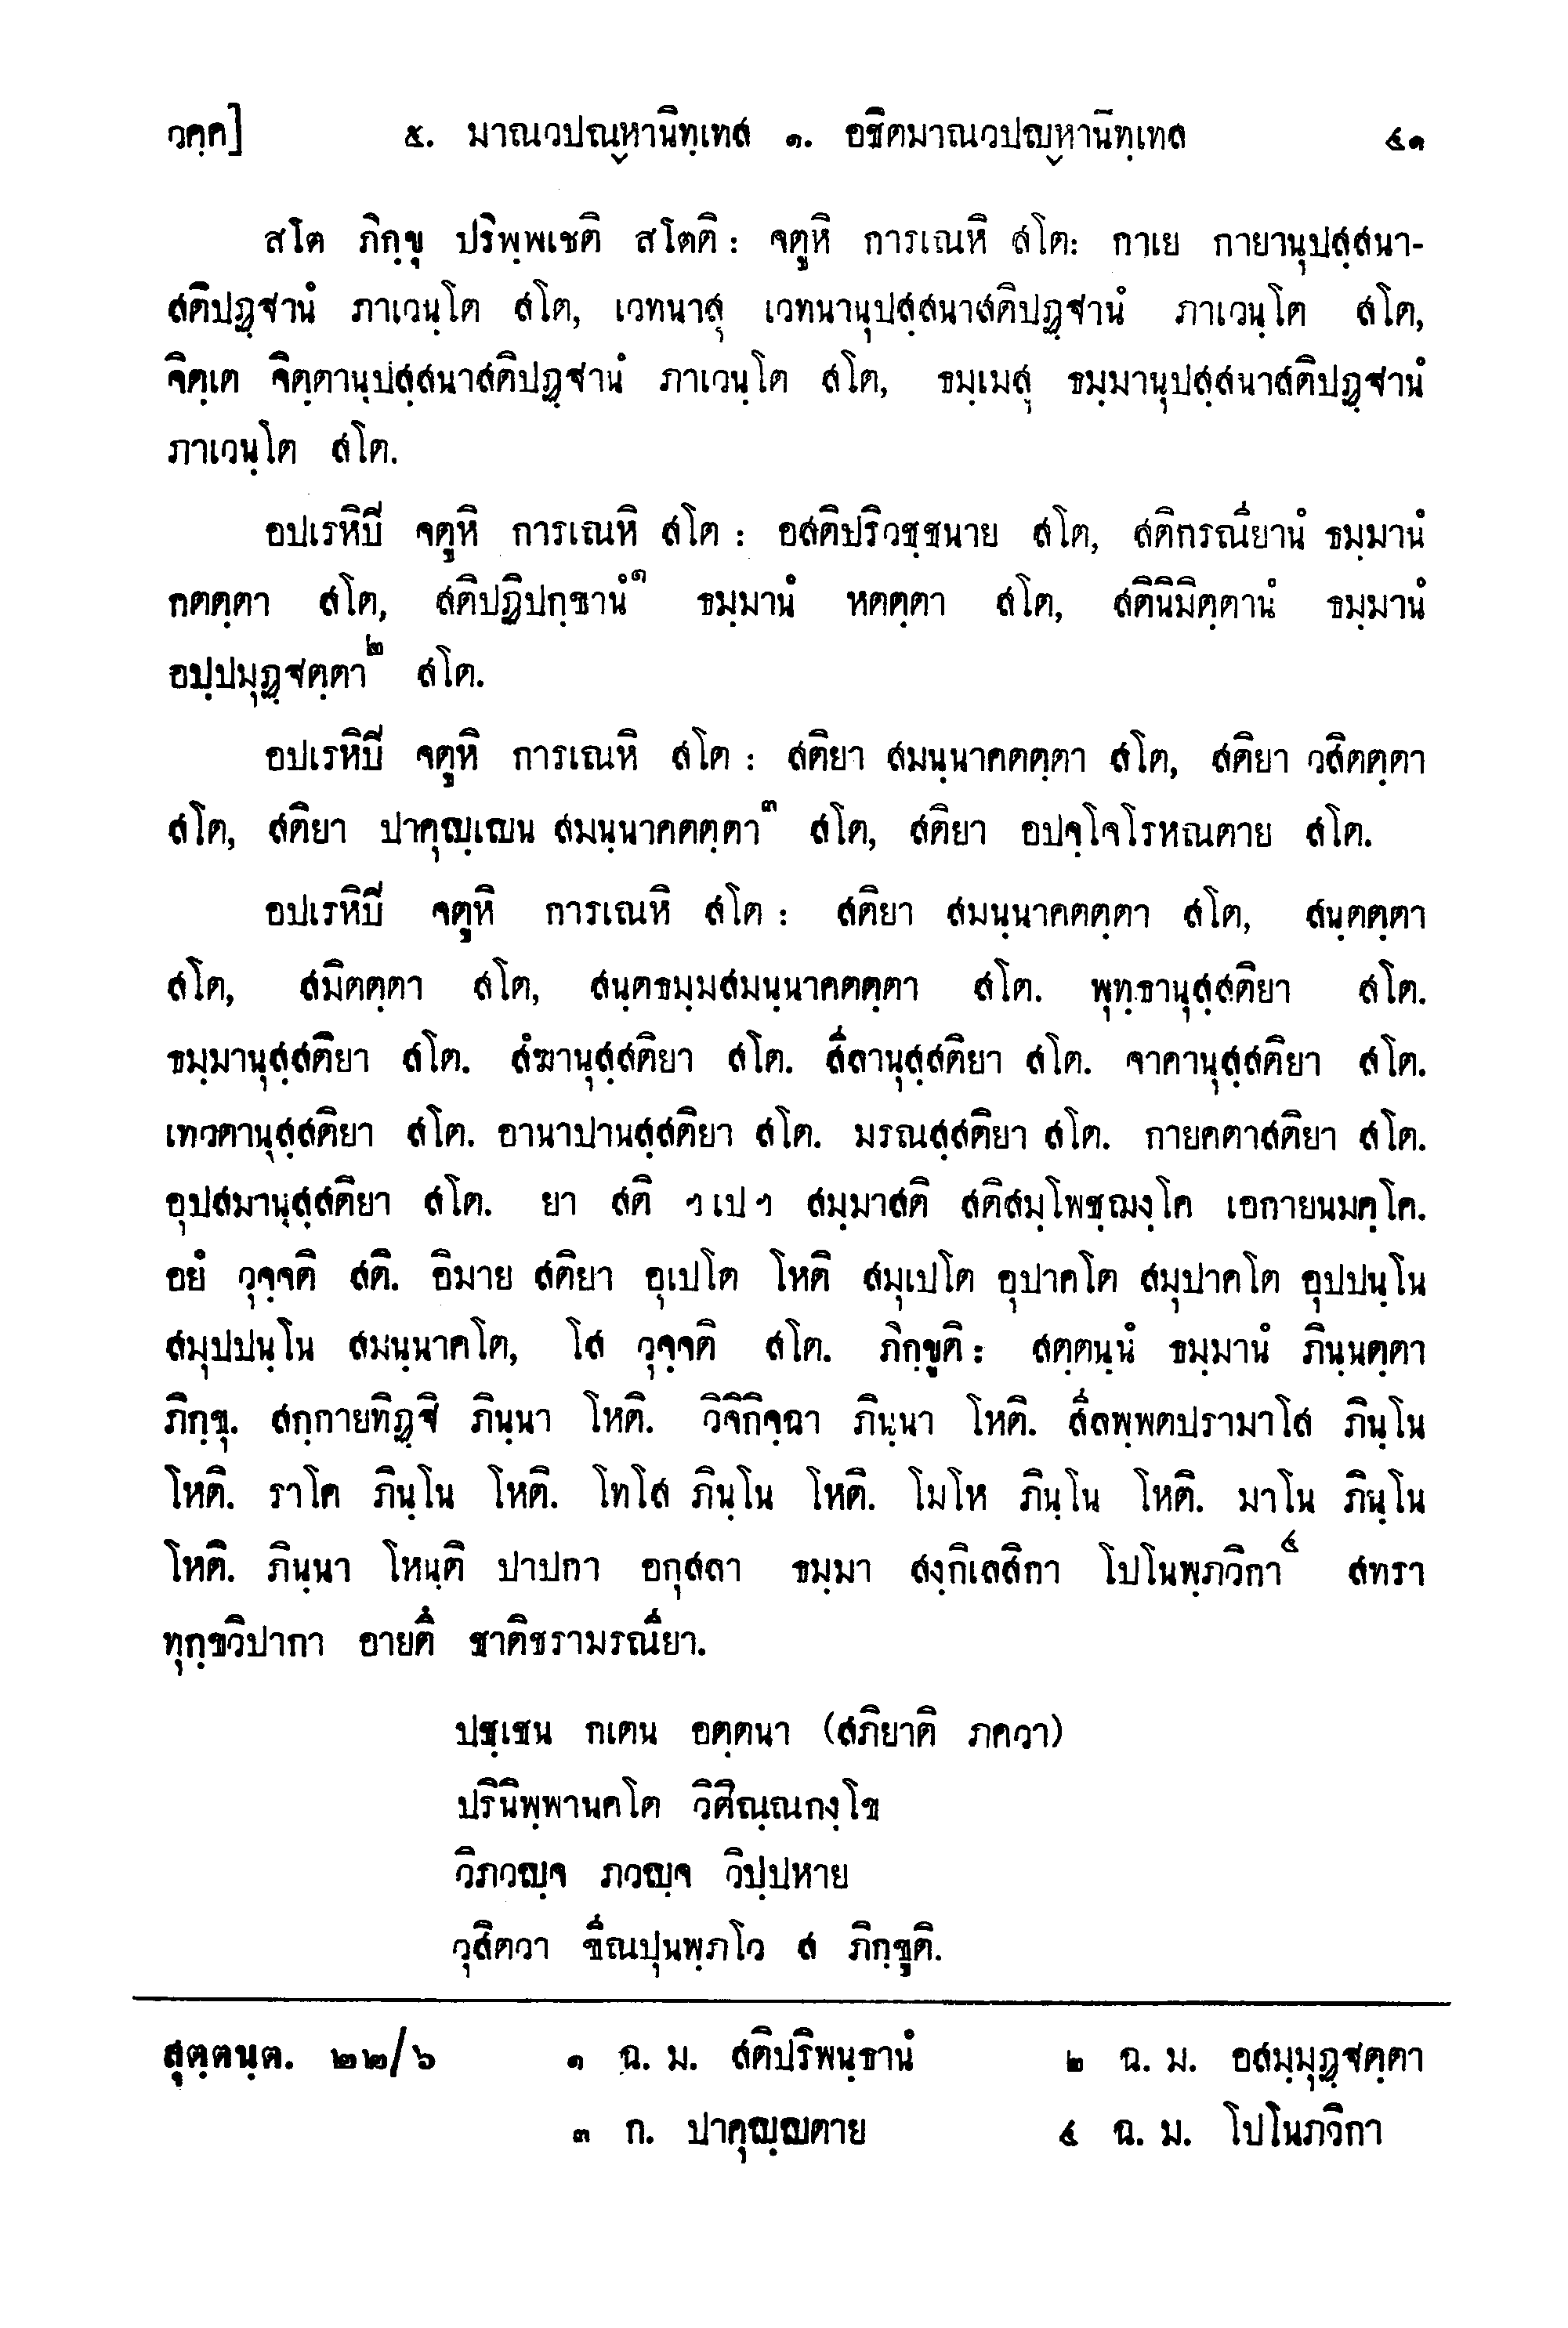 วคฺค]	๕. มาณวปณฺหานิทฺเทส ๑. อชิตมาณวปญฺหานิทฺเทส	๔๑
สโต ภิกฺขุ ปริพฺพเชติ สโตติ : จตูหิ การเณหิ สโต: กาเย กายานุปสฺสนา-
สติปฏฺฐานํ ภาเวนฺโต สโต, เวทนาสุ เวทนานุปสฺสนาสติปฏฺฐานํ ภาเวนฺโต สโต,
จิตฺเต จิตฺตานุปสฺสนาสติปฏฺฐานํ ภาเวนฺโต สโต, ธมฺเมสุ ธมฺมานุปสฺสนาสติปฏฺฐานํ
ภาเวนฺโต สโต.
อปเรหิปิ จตูหิ การเณหิ สโต : อสติปริวชฺชนาย สโต, สติกรณียานํ ธมฺมานํ
กตตฺตา สโต, สติปฏิปกฺขานํ๑ ธมฺมานํ หตตฺตา สโต, สตินิมิตฺตานํ ธมฺมานํ
อปฺปมุฏฺฐตฺตา๒ สโต.
อปเรหิปิ จตูหิ การเณหิ สโต : สติยา สมนฺนาคตตฺตา สโต, สติยา วสิตตฺตา
สโต, สติยา ปาคุญฺเญน สมนฺนาคตตฺตา๓ สโต, สติยา อปจฺโจโรหณตาย สโต.
อปเรหิปิ จตูหิ การเณหิ สโต : สติยา สมนฺนาคตตฺตา สโต, สนฺตตฺตา
สโต, สมิตตฺตา สโต, สนฺตธมฺมสมนฺนาคตตฺตา สโต. พุทฺธานุสฺสติยา สโต.
ธมฺมานุสฺสติยา สโต. สํฆานุสฺสติยา สโต. สีลานุสฺสติยา สโต. จาคานุสฺสติยา สโต.
เทวตานุสฺสติยา สโต. อานาปานสฺสติยา สโต. มรณสฺสติยา สโต. กายคตาสติยา สโต.
อุปสมานุสฺสติยา สโต. ยา สติ ฯเปฯ สมฺมาสติ สติสมฺโพชฺฌงฺโค เอกายนมคฺโค.
อยํ วุจฺจติ สติ. อิมาย สติยา อุเปโต โหติ สมุเปโต อุปาคโต สมุปาคโต อุปปนฺโน
สมุปปนฺโน สมนฺนาคโต, โส วุจฺจติ สโต. ภิกฺขูติ: สตฺตนฺนํ ธมฺมานํ ภินฺนตฺตา
ภิกฺขุ. สกฺกายทิฏฺฐิ ภินฺนา โหติ. วิจิกิจฺฉา ภินฺนา โหติ. สีลพฺพตปรามาโส ภินฺโน
โหติ. ราโค ภินฺโน โหติ. โทโส ภินฺโน โหติ. โมโห ภินฺโน โหติ. มาโน ภินฺโน
โหติ. ภินฺนา โหนฺติ ปาปกา อกุสลา ธมฺมา สงฺกิเลสิกา โปโนพฺภวิกา๔ สทรา
ทุกฺขวิปากา อายตึ ชาติชรามรณียา.
ปชฺเชน กเตน อตฺตนา (สภิยาติ ภควา)
ปรินิพฺพานคโต วิติณฺณกงฺโข
วิภวญฺจ ภวญฺจ วิปฺปหาย
วุสิตวา ขีณปุนพฺภโว ส ภิกฺขูติ.
สุตฺตนฺต. ๒๒/๖	๑ ฉ. ม. สติปริพนฺธานํ	๒ ฉ. ม. อสมฺมุฏฺฐตฺตา
๓ ก. ปาคุญฺญตาย	๔ ฉ. ม. โปโนภวิกา